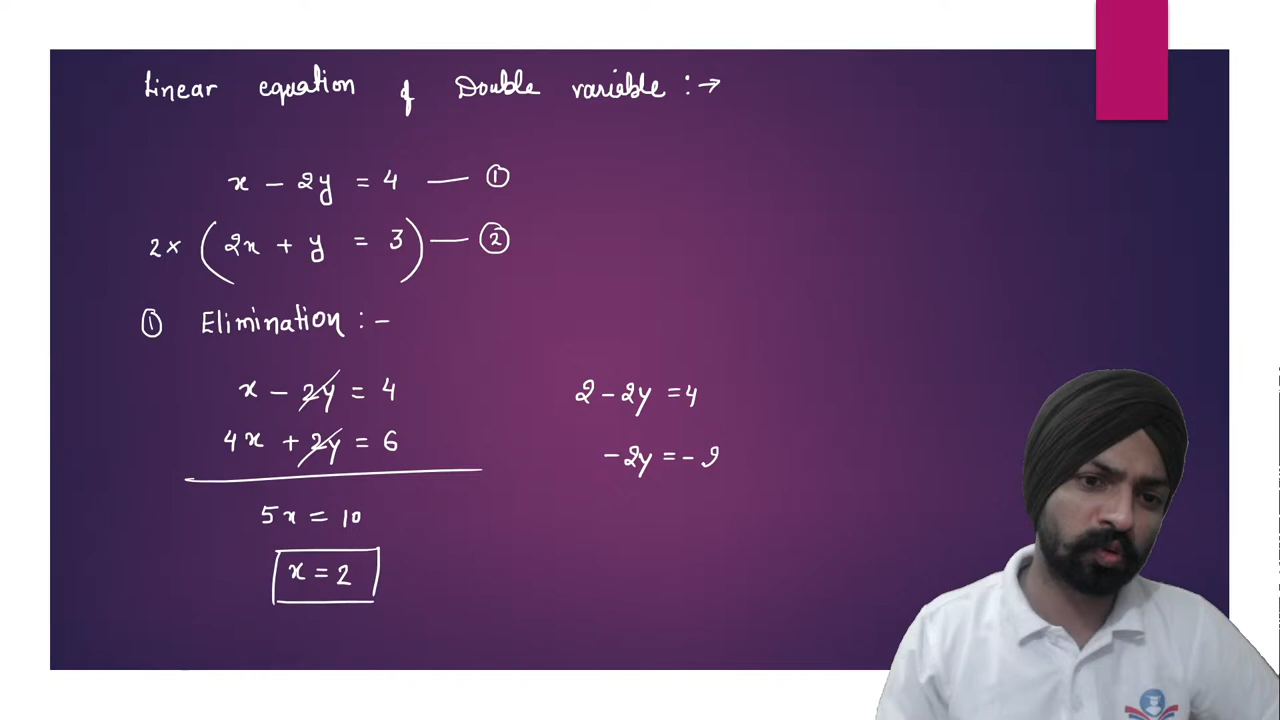 Linear equation of Double variable :→
x - 2y = 4 — ①
2× (2x + y = 3) — ②
① Elimination :-
x - 2y = 4
4x + 2y = 6
5x = 10
x = 2
2 - 2y = 4
-2y = -